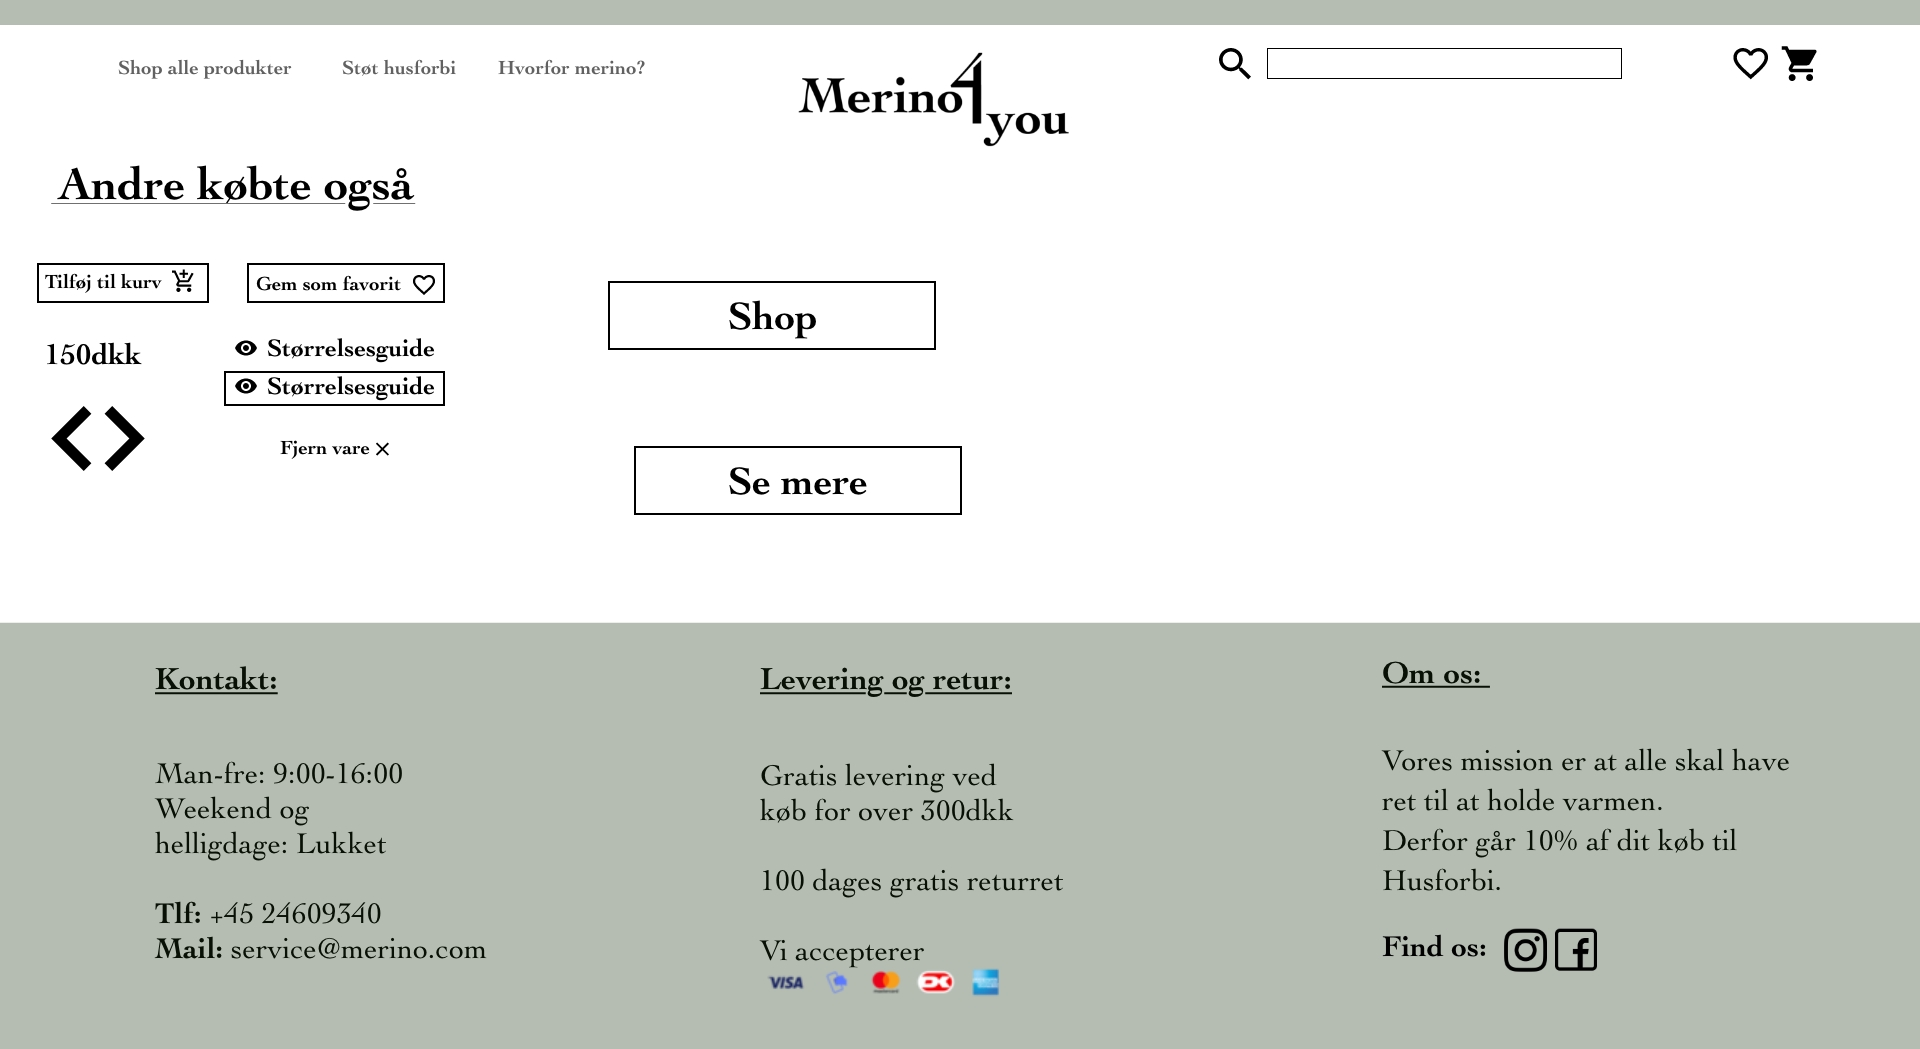 Shop alle produkter
Støt husforbi
Hvorfor merino?
Merino4you
Andre købte også
Tilføj til kurv
Gem som favorit
150dkk
Størrelsesguide
Størrelsesguide
Fjern vare
Shop
Se mere
Kontakt:
Man-fre: 9:00-16:00
Weekend og
helligdage: Lukket
Tlf: +45 24609340
Mail: service@merino.com
Levering og retur:
Gratis levering ved
køb for over 300dkk
100 dages gratis returret
Vi accepterer
VISA
Om os:
Vores mission er at alle skal have
ret til at holde varmen.
Derfor går 10% af dit køb til
Husforbi.
Find os: